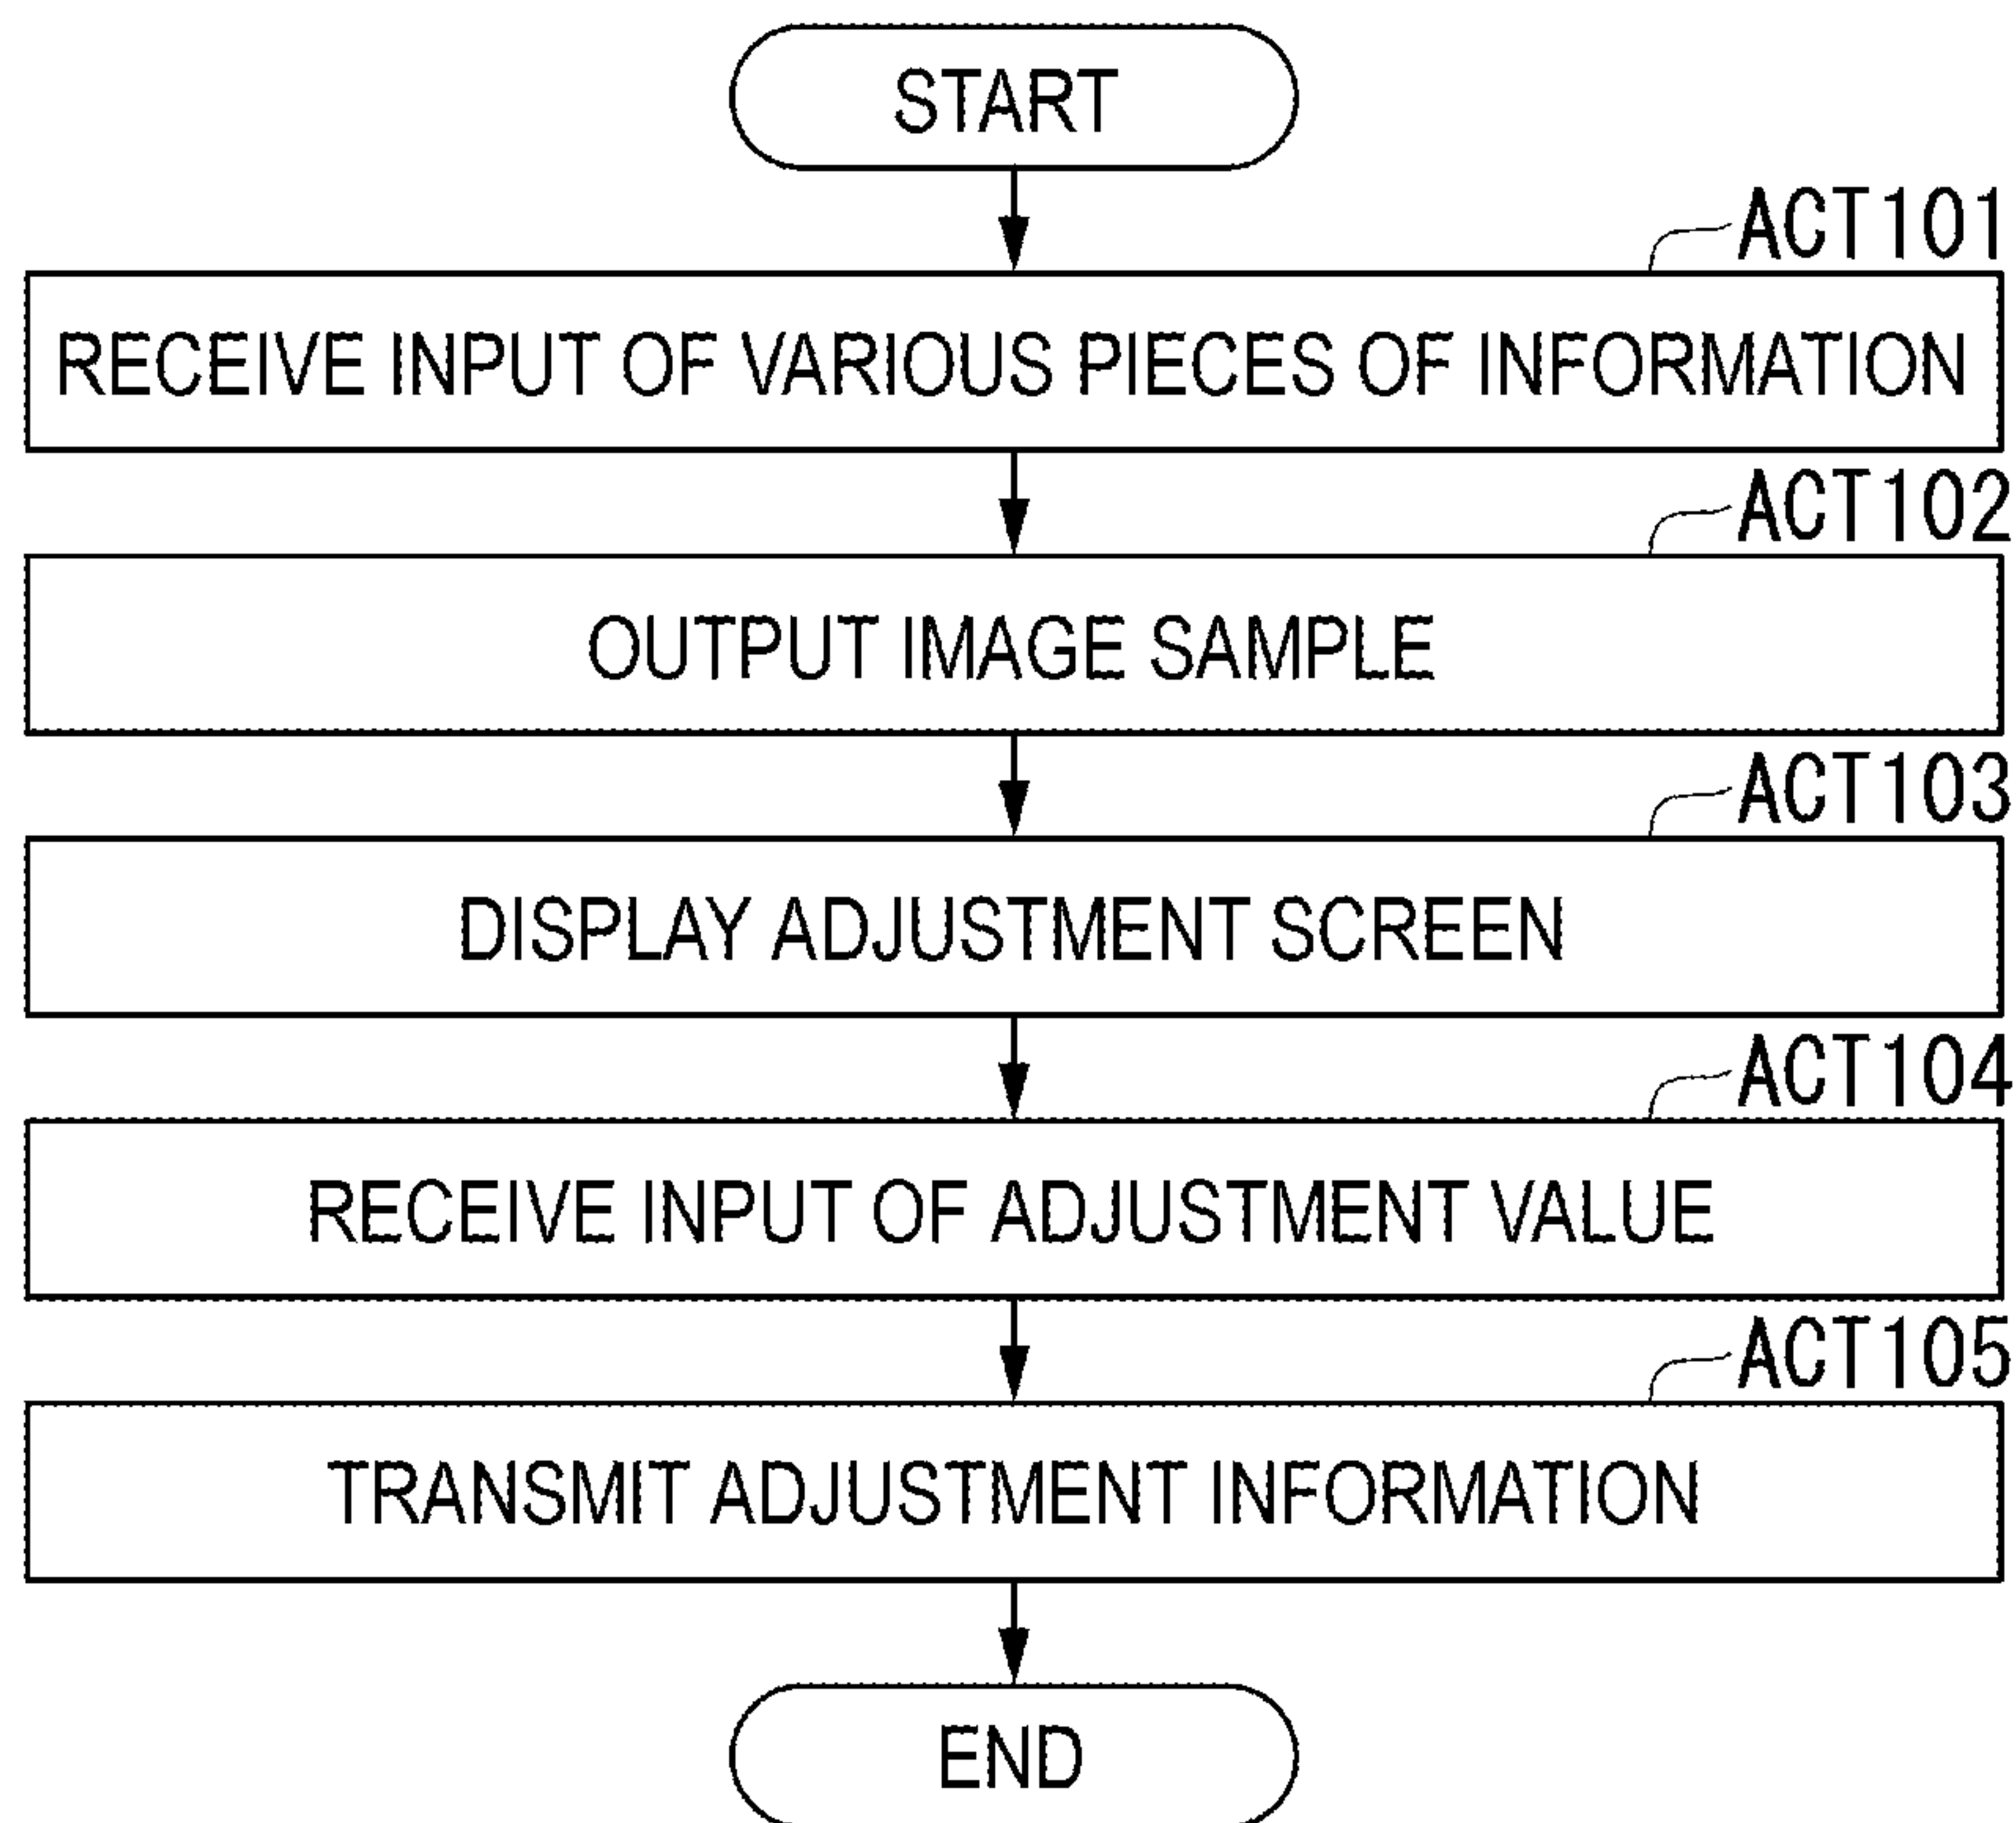 START
ACT101
RECEIVE INPUT OF VARIOUS PIECES OF INFORMATION
ACT102
OUTPUT IMAGE SAMPLE
ACT103
DISPLAY ADJUSTMENT SCREEN
ACT104
RECEIVE INPUT OF ADJUSTMENT VALUE
ACT105
TRANSMIT ADJUSTMENT INFORMATION
END